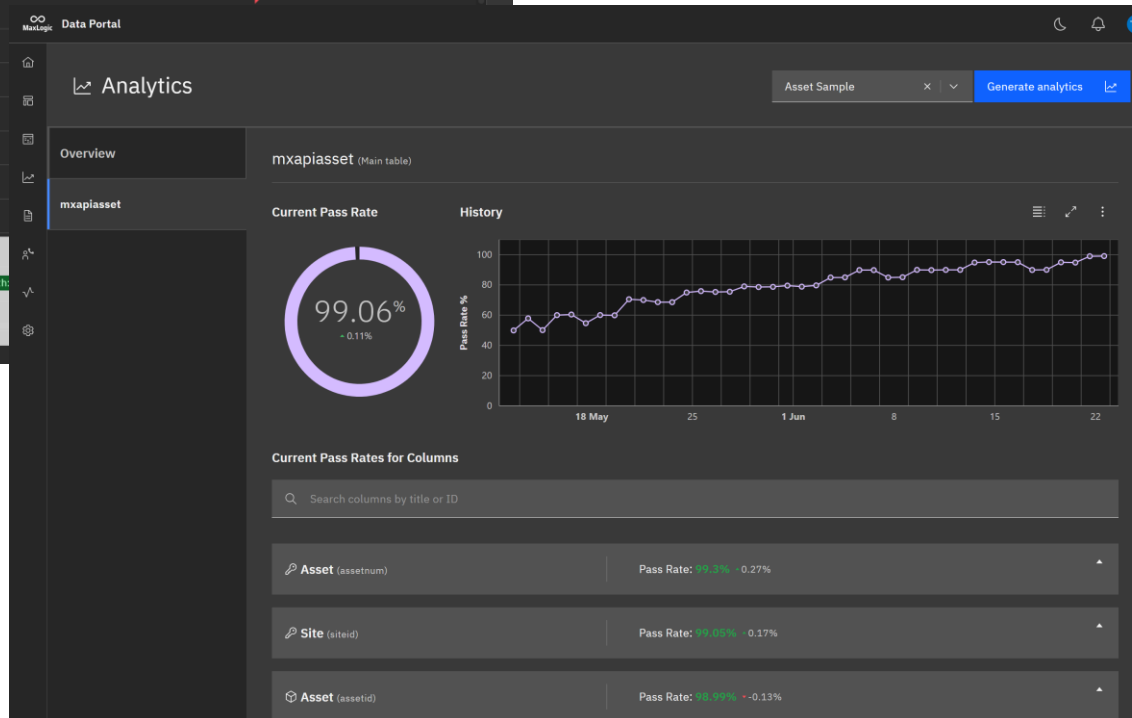 MaxLogic Data Portal
Analytics
Asset Sample
Generate analytics
Overview
mxapiasset
mxapiasset (Main table)
Current Pass Rate
History
99.06%
0.11%
Pass Rate %
100
80
60
40
20
0
18 May
25
1 Jun
8
15
22
Current Pass Rates for Columns
Search columns by title or ID
Asset (assetnum)
Pass Rate: 99.3% 0.27%
Site (siteid)
Pass Rate: 99.05% 0.17%
Asset (assetid)
Pass Rate: 98.99% -0.13%